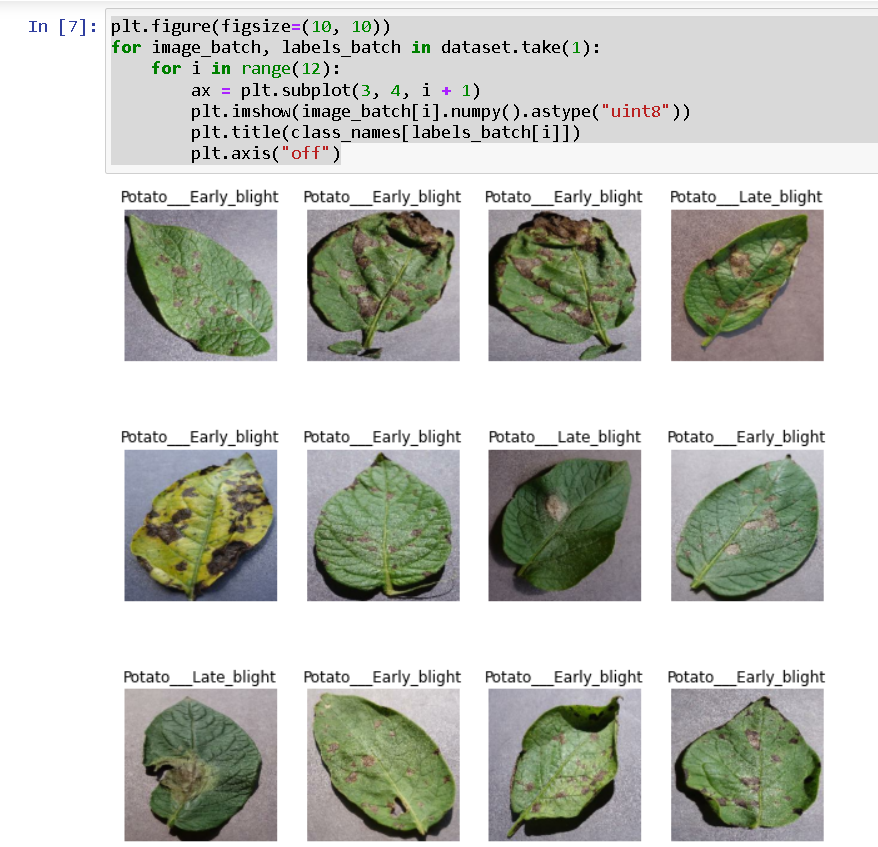 In [7]: plt.figure(figsize=(10, 10))
for image_batch, labels_batch in dataset.take(1):
    for i in range(12):
        ax = plt.subplot(3, 4, i + 1)
        plt.imshow(image_batch[i].numpy().astype("uint8"))
        plt.title(class_names[labels_batch[i]])
        plt.axis("off")
Potato___Early_blight Potato___Early_blight Potato___Early_blight Potato___Late_blight
Potato___Early_blight Potato___Early_blight Potato___Late_blight Potato___Early_blight
Potato___Late_blight Potato___Early_blight Potato___Early_blight Potato___Early_blight